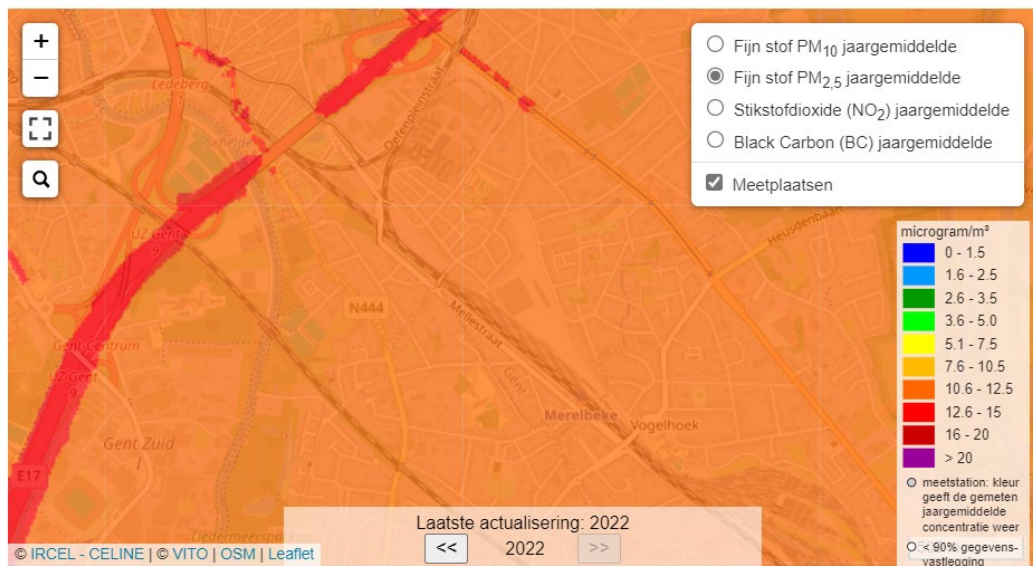 +
−
Fijn stof PM10 jaargemiddelde
Fijn stof PM2,5 jaargemiddelde
Stikstofdioxide (NO2) jaargemiddelde
Black Carbon (BC) jaargemiddelde
Meetplaatsen
Ledeberg
Oefenpleinstraat
Schelde
UZ Gent
9
Heusdenbaan
N444
Mellestraat
Gent Centrum
UZ Gent
9
Merelbeke
Vogelhoek
Gent Zuid
E17
microgram/m³
0 - 1.5
1.6 - 2.5
2.6 - 3.5
3.6 - 5.0
5.1 - 7.5
7.6 - 10.5
10.6 - 12.5
12.6 - 15
16 - 20
> 20
meetstation: kleur
geeft de gemeten
jaargemiddelde
concentratie weer
< 90% gegevens-
vastlegging
Laatste actualisering: 2022
<< 2022 >>
© IRCEL - CELINE | © VITO | OSM | Leaflet